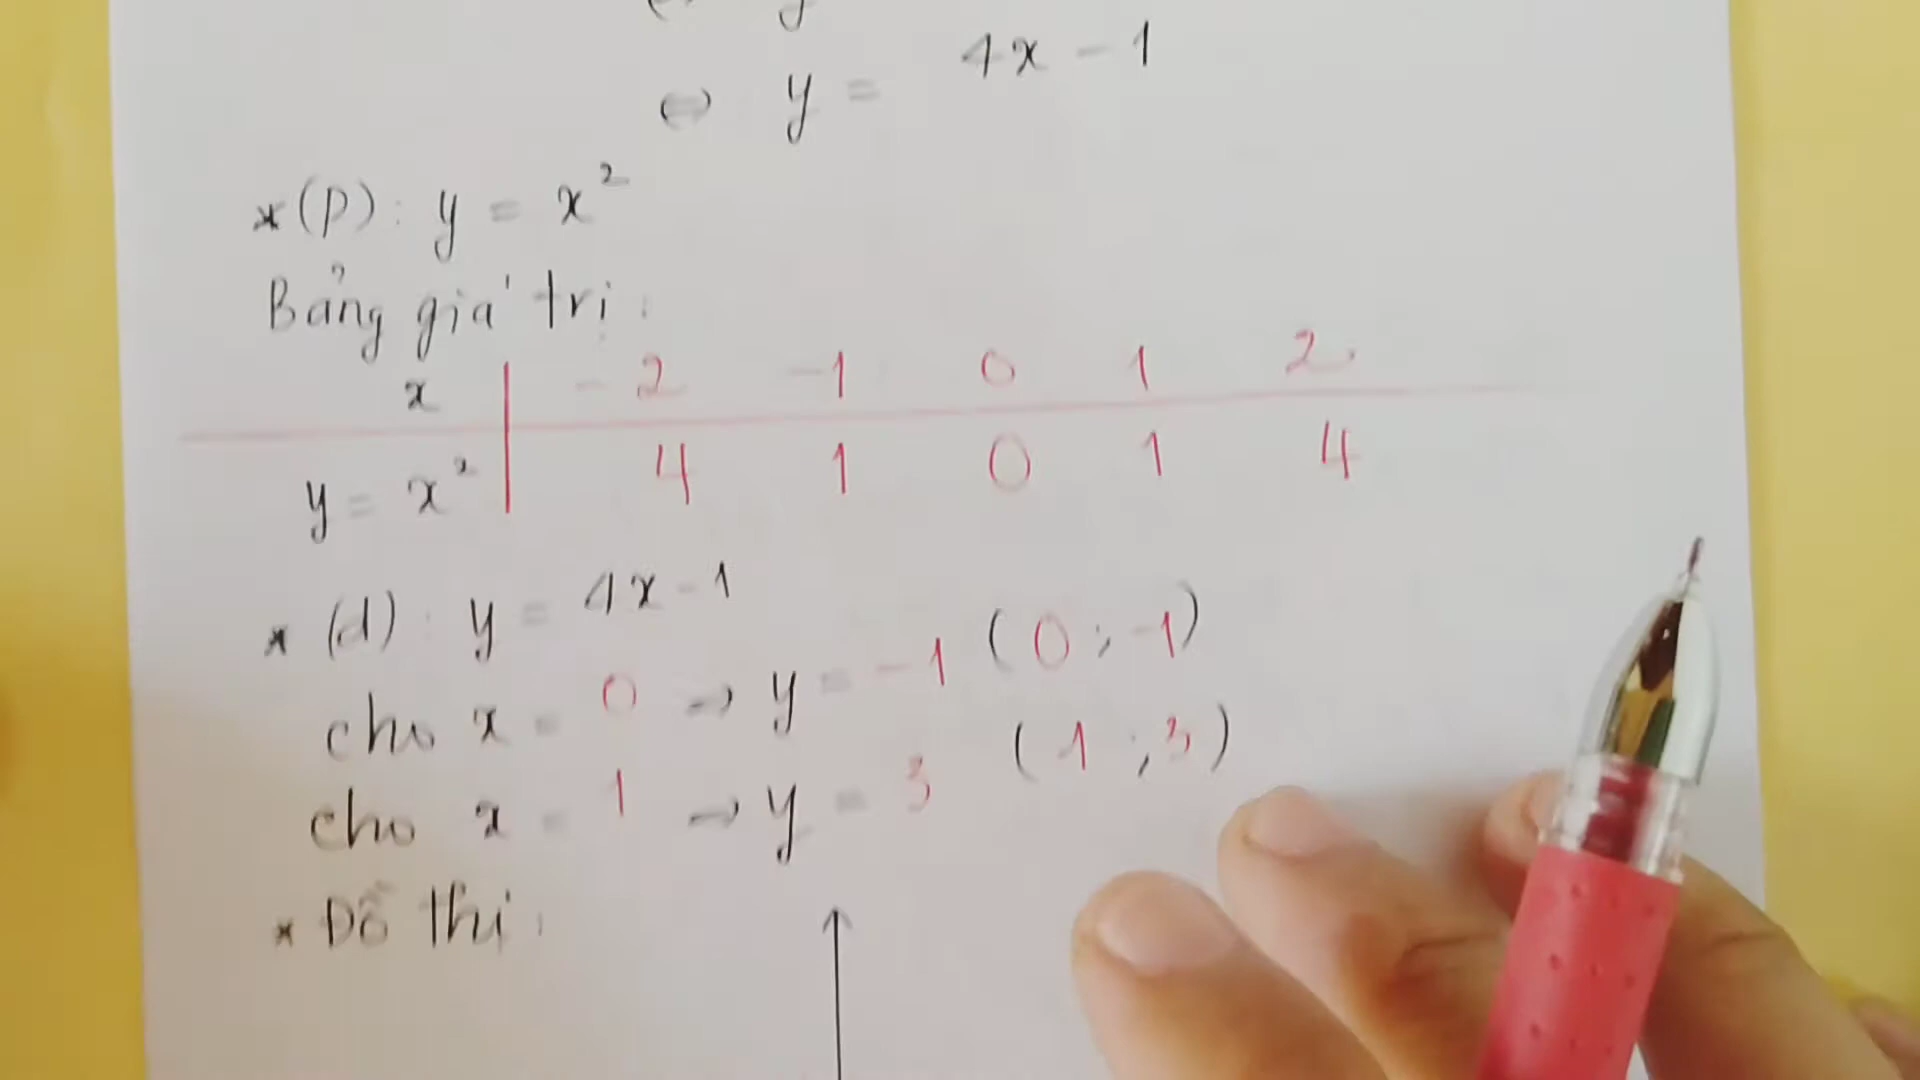 ⇔ y = 4x - 1
* (P): y = x²
Bảng giá trị:
x -2 -1 0 1 2
y = x² 4 1 0 1 4
* (d): y = 4x - 1
cho x = 0 → y = -1 (0; -1)
cho x = 1 → y = 3 (1; 3)
* Đồ thị: